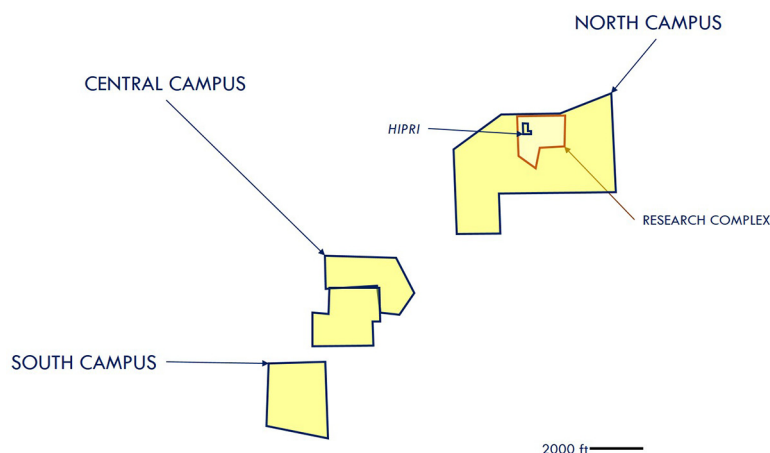 NORTH CAMPUS
CENTRAL CAMPUS
HIPRI
RESEARCH COMPLEX
SOUTH CAMPUS
2000 ft